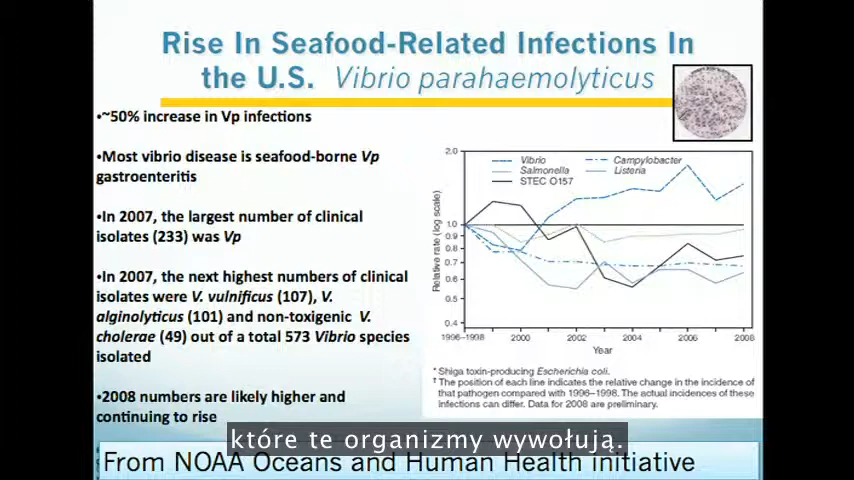 Rise In Seafood-Related Infections In
the U.S. Vibrio parahaemolyticus
•~50% increase in Vp infections
•Most vibrio disease is seafood-borne Vp
gastroenteritis
•In 2007, the largest number of clinical
isolates (233) was Vp
•In 2007, the next highest numbers of clinical
isolates were V. vulnificus (107), V.
alginolyticus (101) and non-toxigenic V.
cholerae (49) out of a total 573 Vibrio species
isolated
•2008 numbers are likely higher and
continuing to rise
Vibrio
Campylobacter
Salmonella
Listeria
STEC O157
Relative rate (log scale)
2.0
1.0
0.9
0.8
0.7
0.6
0.5
0.4
1996–1998
2000
2002
2004
2006
2008
Year
* Shiga toxin-producing Escherichia coli.
† The position of each line indicates the relative change in the incidence of
that pathogen compared with 1996–1998. The actual incidences of these
infections can differ. Data for 2008 are preliminary.
które te organizmy wywołują.
From NOAA Oceans and Human Health Initiative